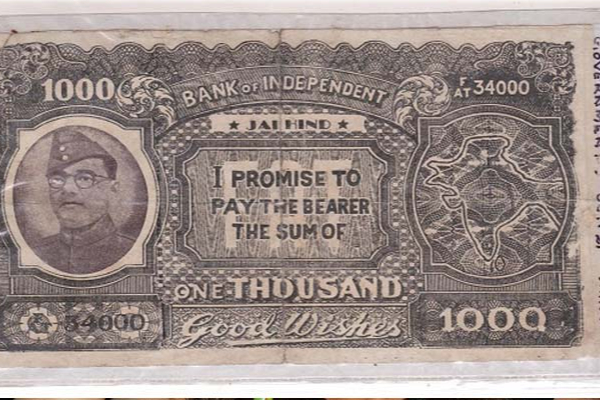 1000
BANK OF INDEPENDENT
F/AT 34000
★ JAI HIND ★
I PROMISE TO
PAY THE BEARER
THE SUM OF
ONE THOUSAND
34000
Good Wishes
1000